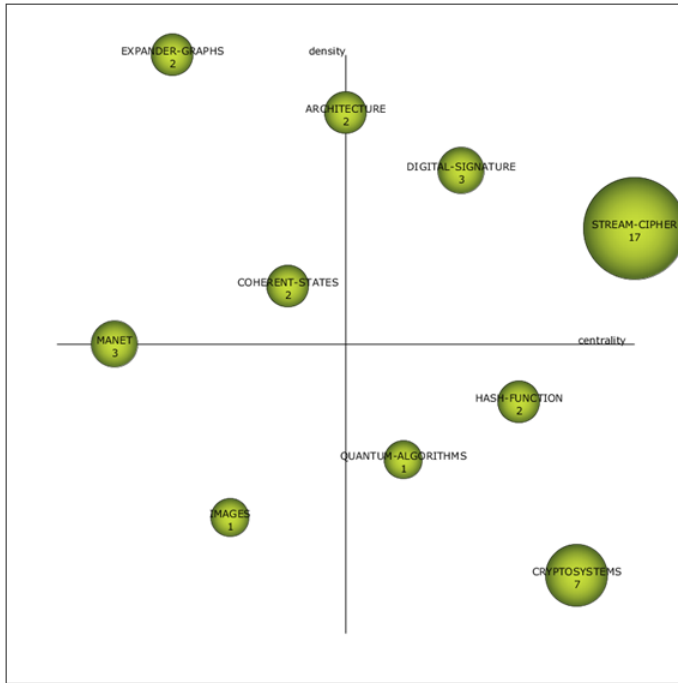 EXPANDER-GRAPHS
2
density
ARCHITECTURE
2
DIGITAL-SIGNATURE
3
STREAM-CIPHER
17
COHERENT-STATES
2
MANET
3
centrality
HASH-FUNCTION
2
QUANTUM-ALGORITHMS
1
IMAGES
1
CRYPTOSYSTEMS
7